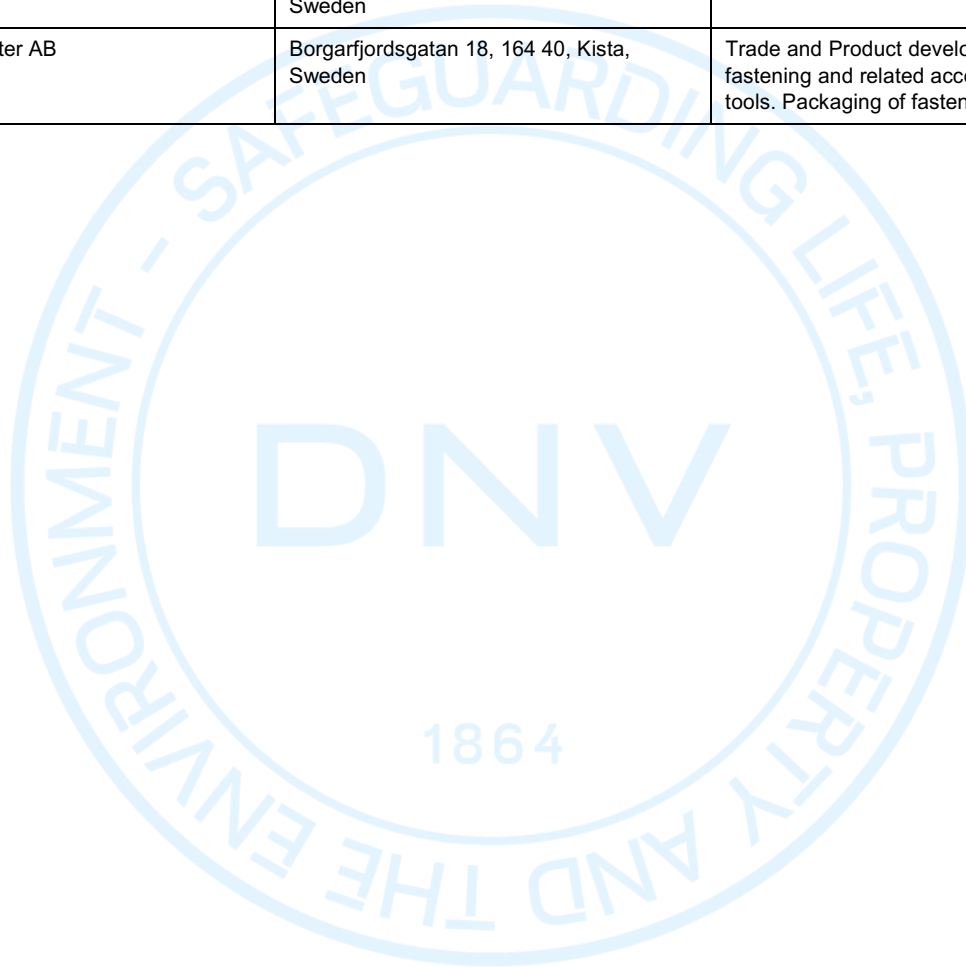 Sweden
ter AB
Borgarfjordsgatan 18, 164 40, Kista,
Sweden
Trade and Product develo
fastening and related acce
tools. Packaging of fasten
SAFEGUARDING LIFE, PROPERTY AND THE ENVIRONMENT -
DNV
1864